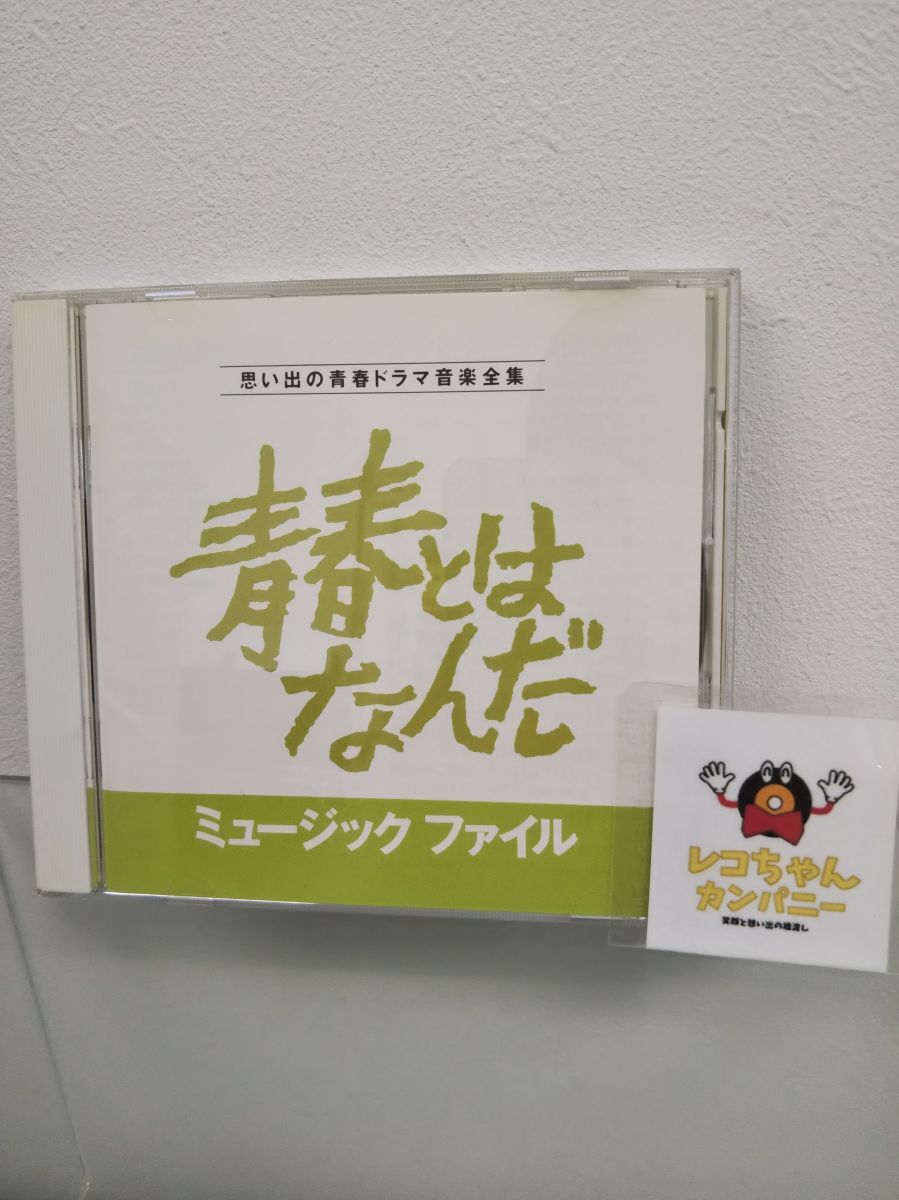 思い出の青春ドラマ音楽全集
青春とは
なんだ
ミュージック ファイル
レコちゃん
カンパニー
笑顔と想い出の橋渡し